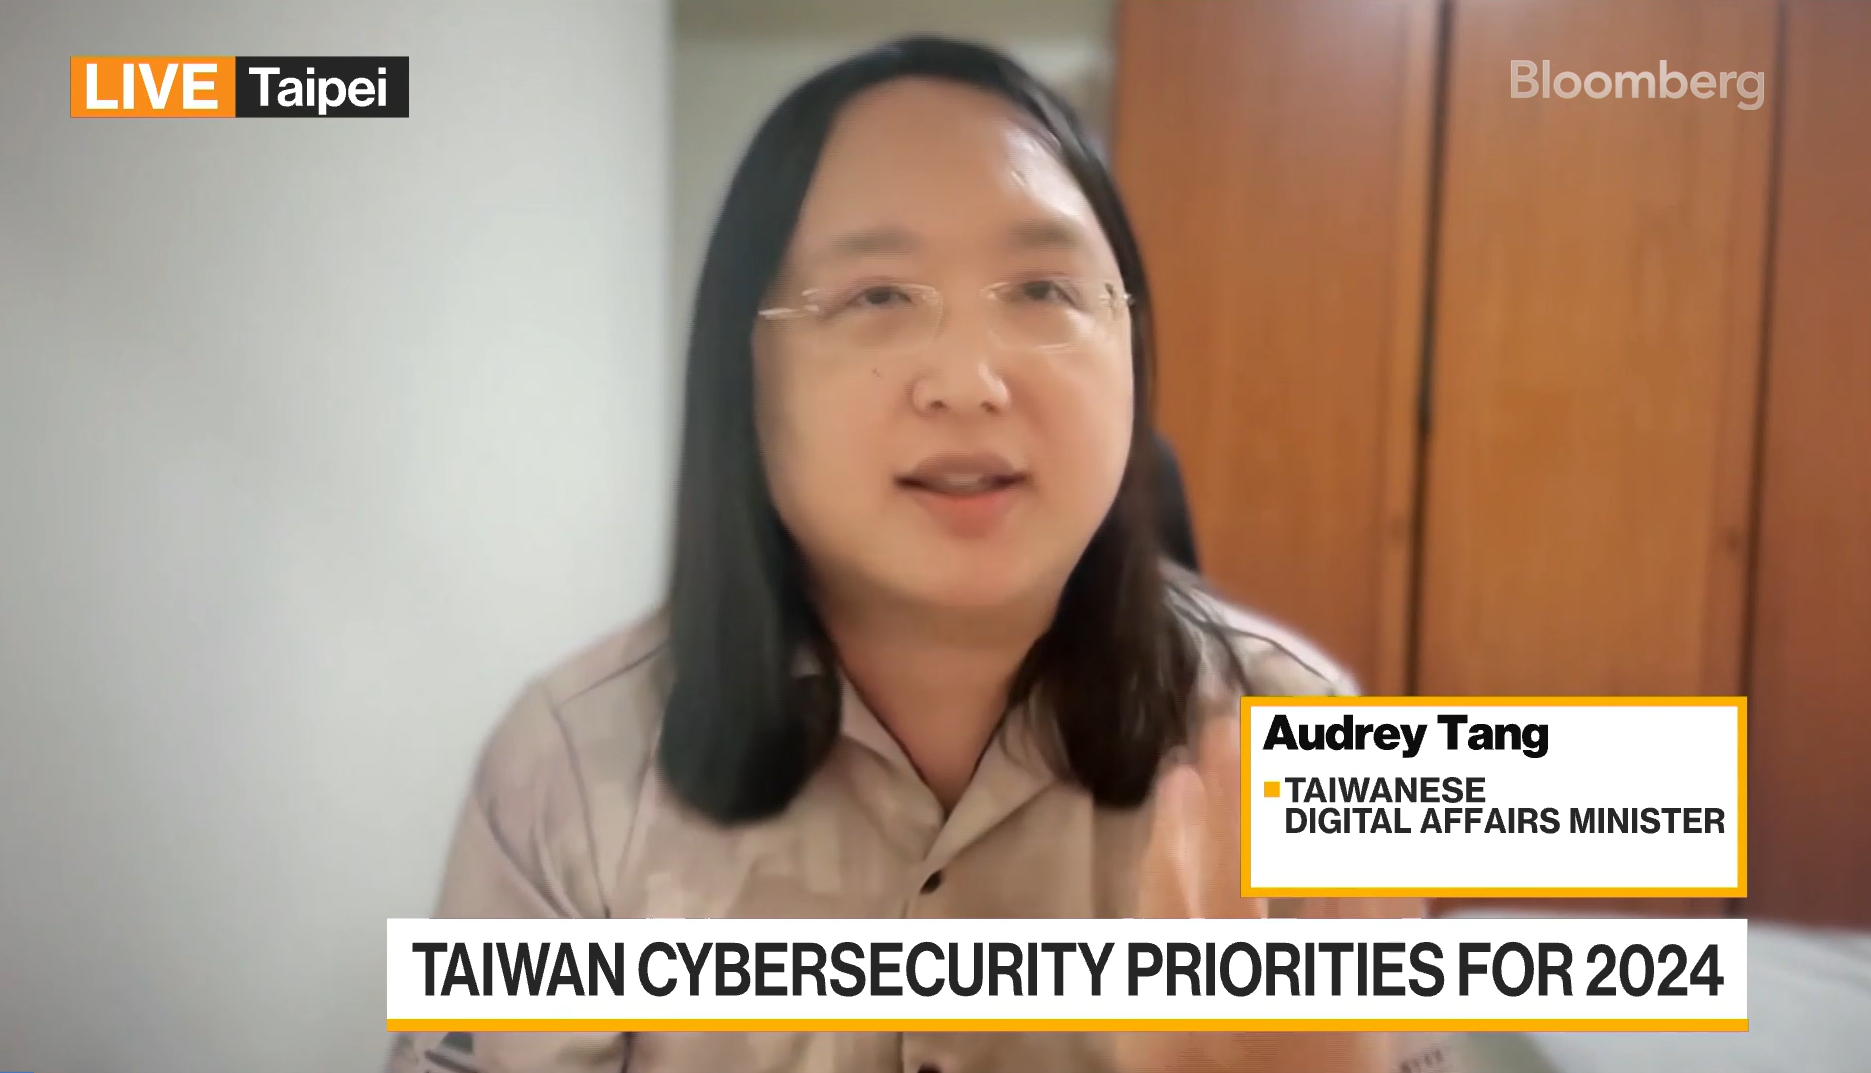 LIVE Taipei
Bloomberg
Audrey Tang
TAIWANESE
DIGITAL AFFAIRS MINISTER
TAIWAN CYBERSECURITY PRIORITIES FOR 2024